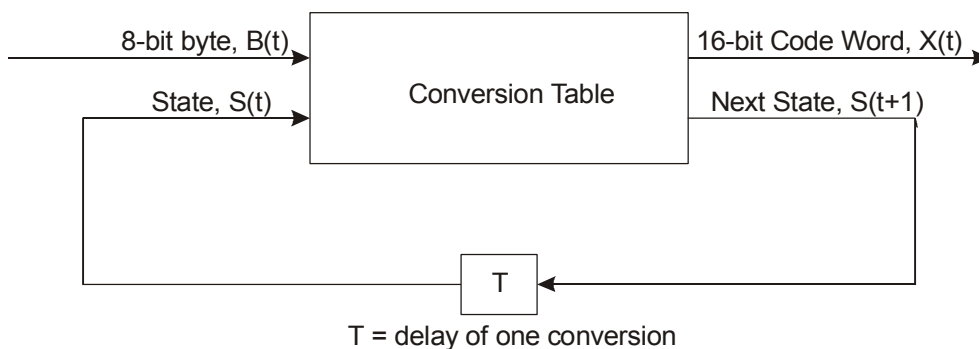 8-bit byte, B(t)
16-bit Code Word, X(t)
Conversion Table
State, S(t)
Next State, S(t+1)
T
T = delay of one conversion